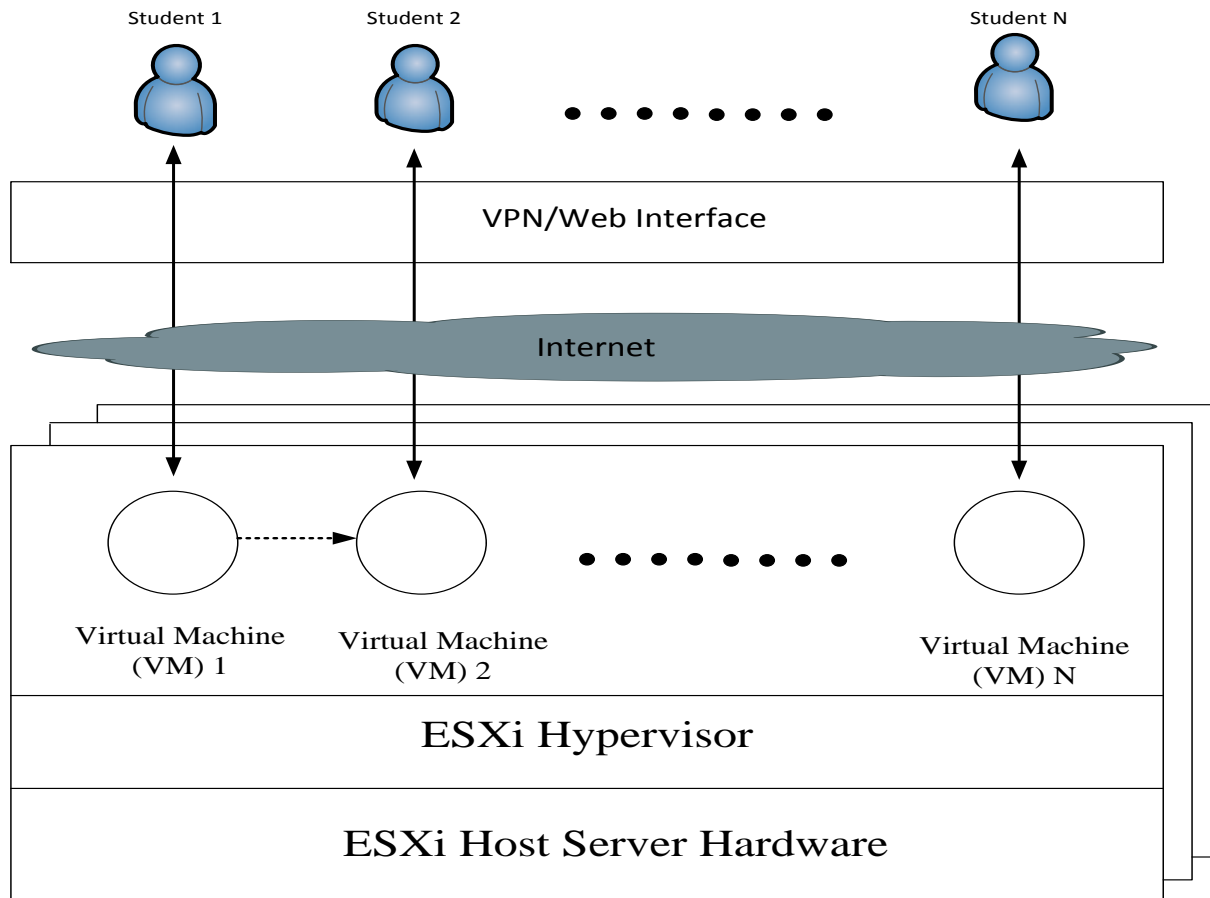 Student 1
Student 2
Student N
VPN/Web Interface
Internet
Virtual Machine
(VM) 1
Virtual Machine
(VM) 2
Virtual Machine
(VM) N
ESXi Hypervisor
ESXi Host Server Hardware